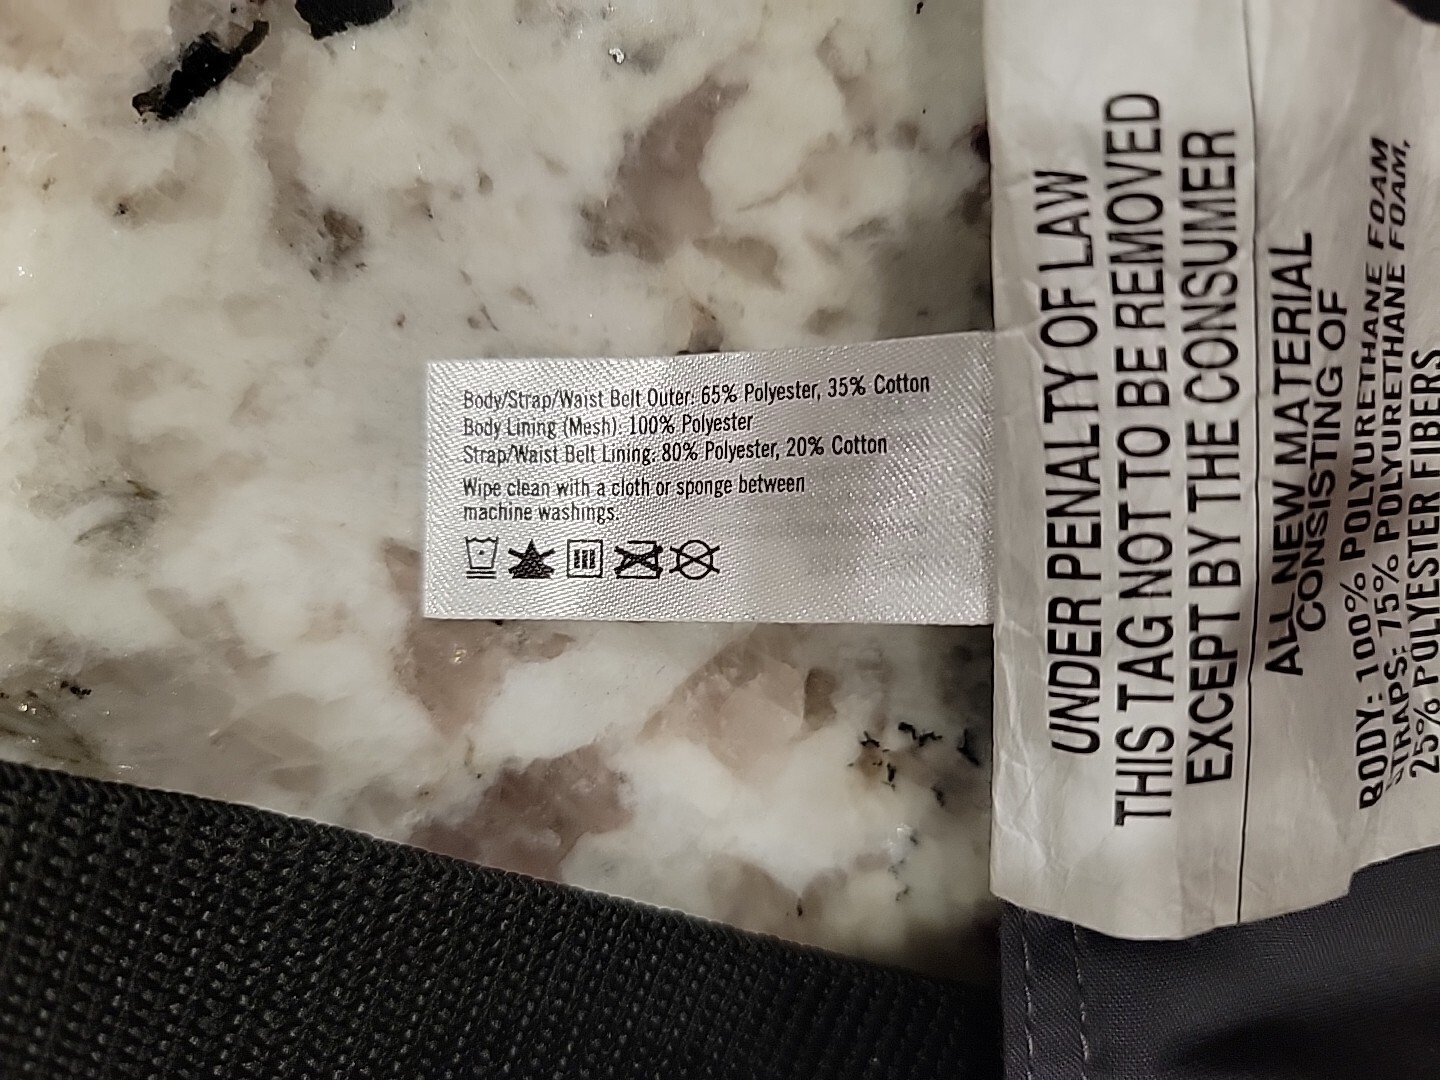 Body/Strap/Waist Belt Outer: 65% Polyester, 35% Cotton
Body Lining (Mesh): 100% Polyester
Strap/Waist Belt Lining: 80% Polyester, 20% Cotton
Wipe clean with a cloth or sponge between
machine washings.
UNDER PENALTY OF LAW
THIS TAG NOT TO BE REMOVED
EXCEPT BY THE CONSUMER
ALL NEW MATERIAL
CONSISTING OF
BODY: 100% POLYURETHANE FOAM
STRAPS: 75% POLYURETHANE FOAM,
25% POLYESTER FIBERS